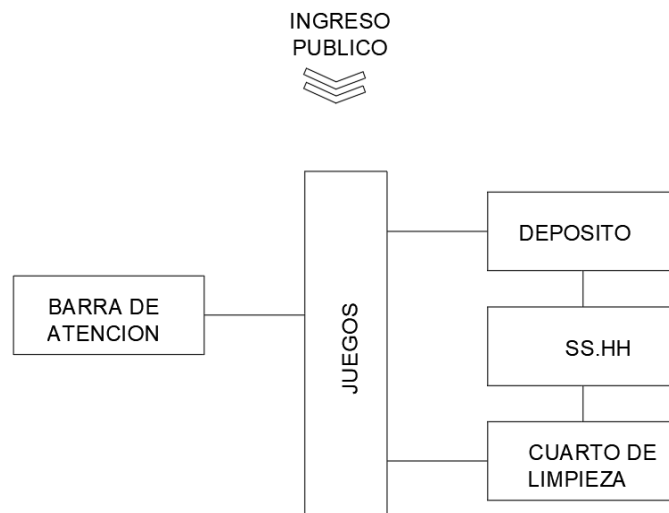 INGRESO
PUBLICO
DEPOSITO
BARRA DE
ATENCION
JUEGOS
SS.HH
CUARTO DE
LIMPIEZA